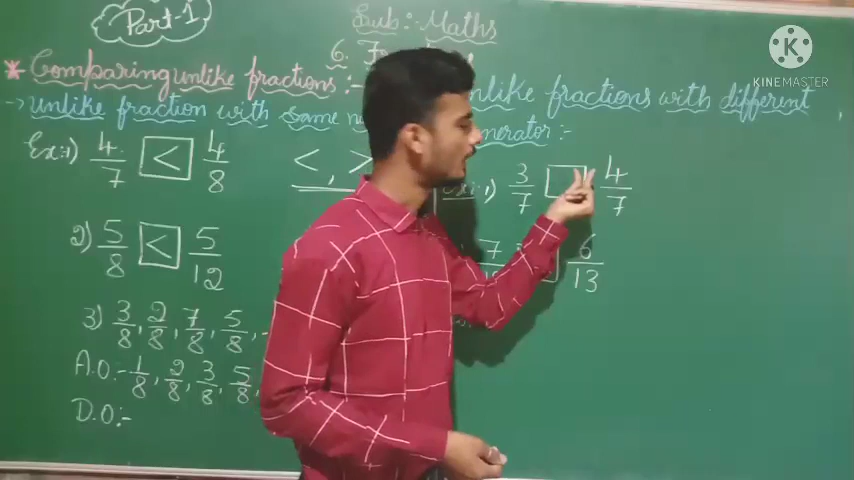 Part-1
Sub:- Maths
6.
* Comparing unlike fractions :-
→ Unlike fraction with same
Ex:1) 4/7 < 4/8
2) 5/8 < 5/12
3) 3/8, 2/8, 7/8, 5/8,
A.O:- 1/8, 2/8, 3/8, 5/8,
D.O:-
<, >
unlike fractions with different
3/7 □ 4/7
7 6/13
KINEMASTER